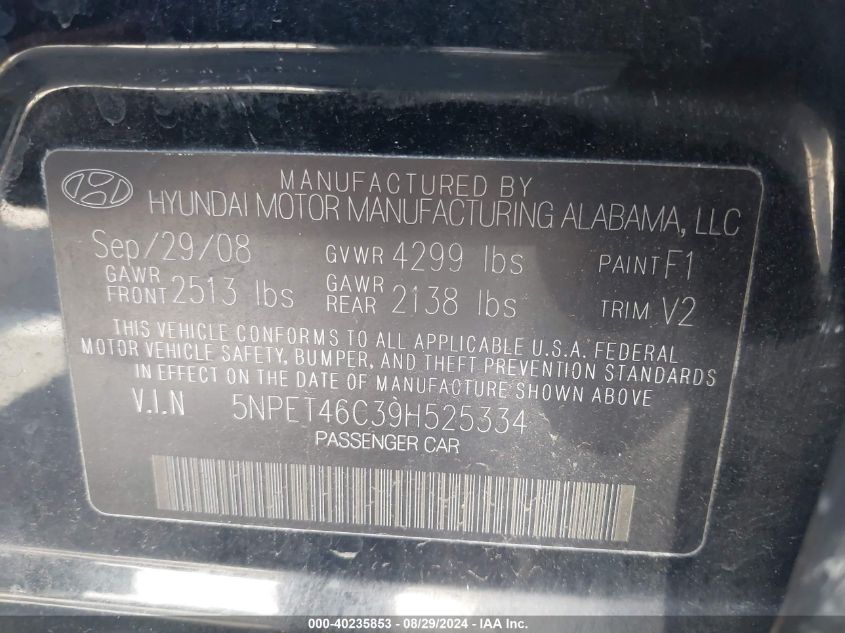 MANUFACTURED BY
HYUNDAI MOTOR MANUFACTURING ALABAMA, LLC
Sep/29/08 GVWR 4299 lbs PAINT F1
GAWR FRONT 2513 lbs GAWR REAR 2138 lbs TRIM V2
THIS VEHICLE CONFORMS TO ALL APPLICABLE U.S.A. FEDERAL
MOTOR VEHICLE SAFETY, BUMPER, AND THEFT PREVENTION STANDARDS
IN EFFECT ON THE DATE OF MANUFACTURE SHOWN ABOVE
V.I.N 5NPET46C39H525334
PASSENGER CAR
000-40235853 - 08/29/2024 - IAA Inc.